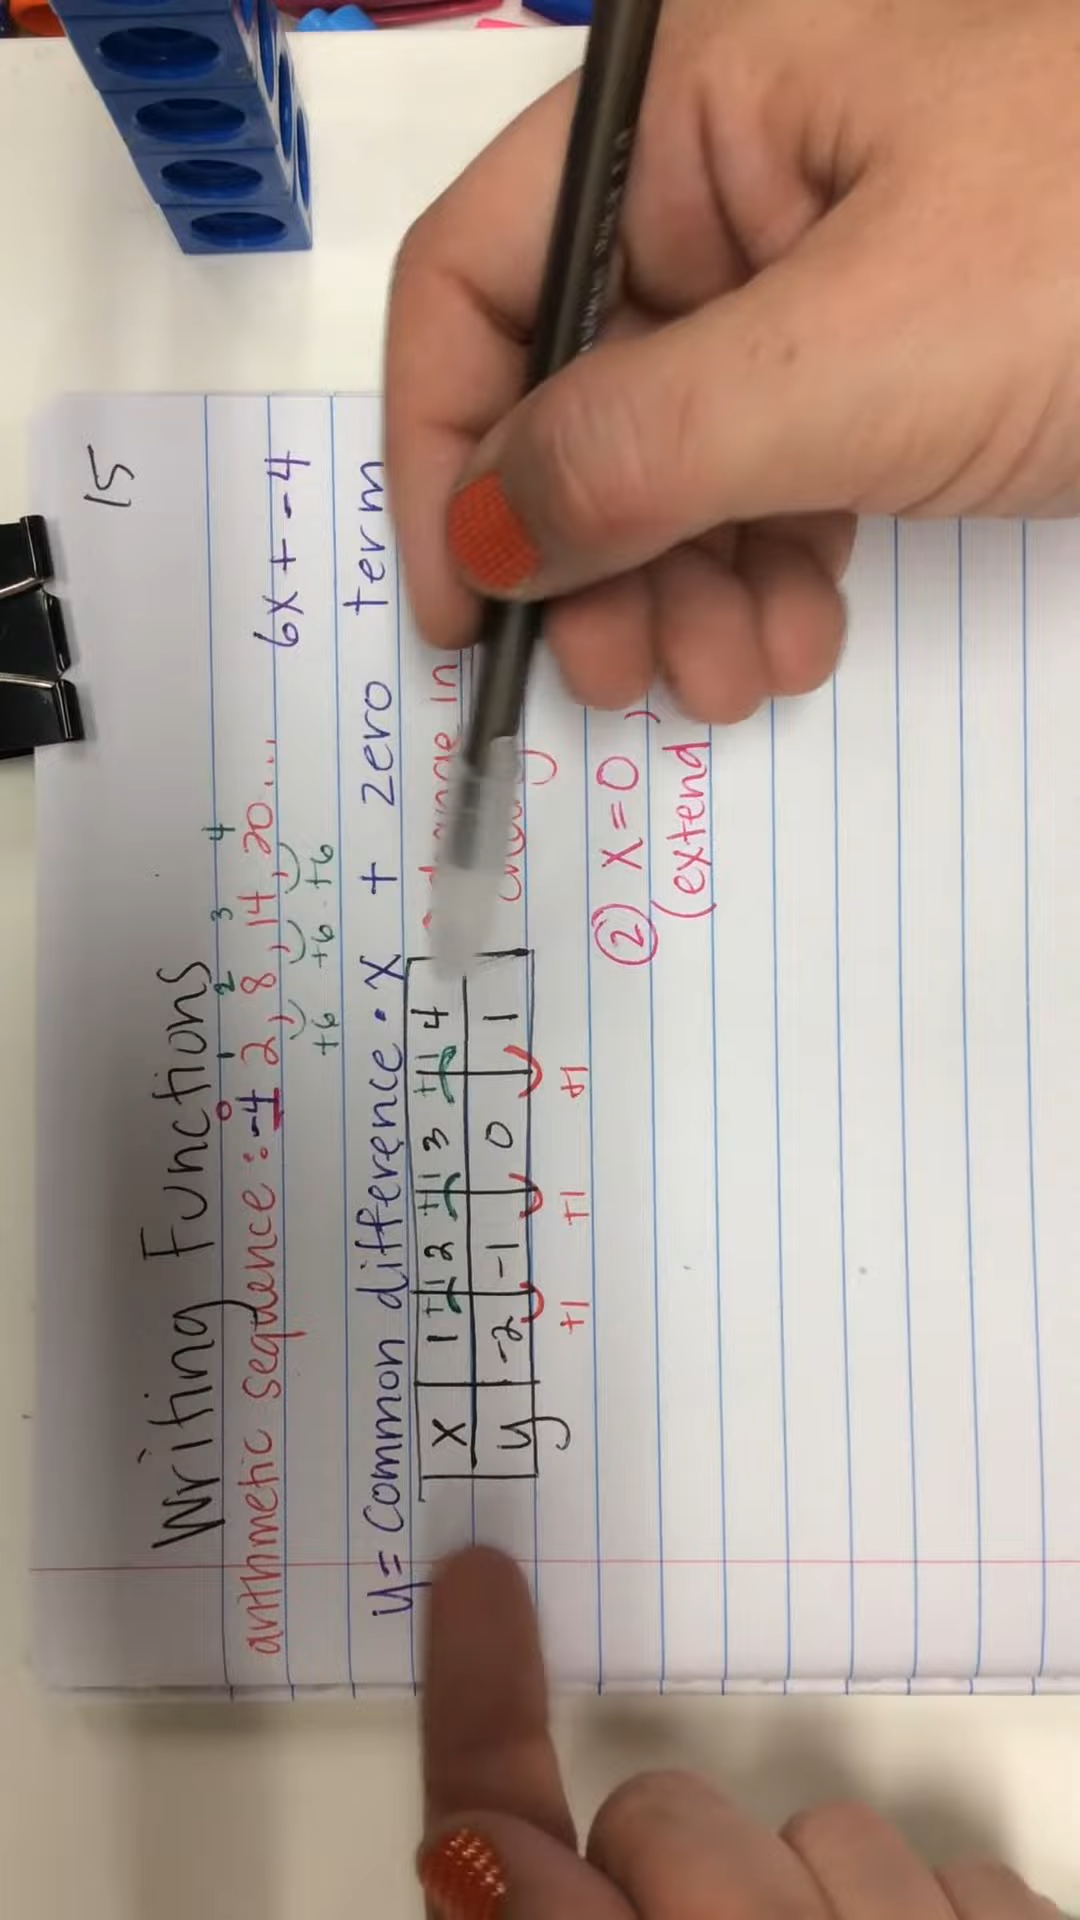 15
Writing Functions
0 1 2 3 4
arithmetic sequence: -4 2, 8, 14, 20... 6x + -4
+6 +6 +6
y = common difference · x + zero term
+1 +1 +1
x 1 2 3 4
change in
y -2 -1 0 1
+1 +1 +1
② x=0
(extend